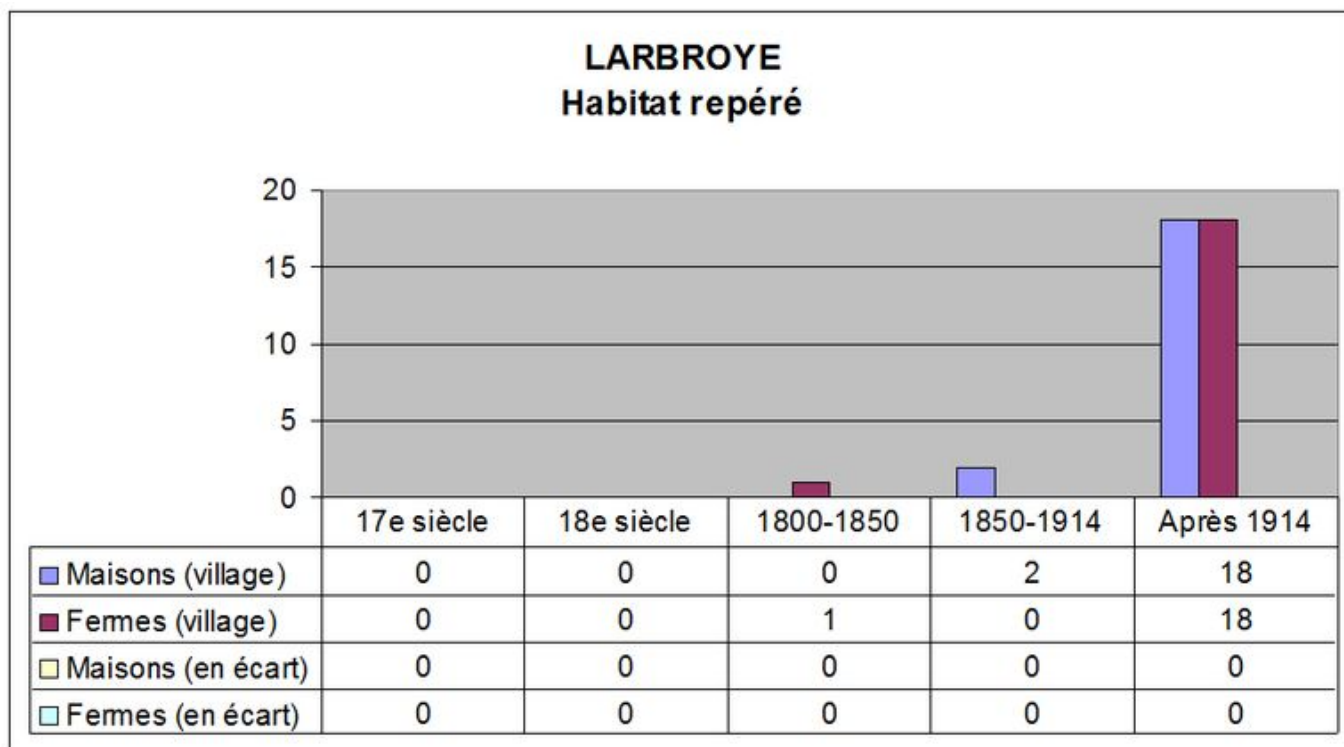 LARBROYE
Habitat repéré
20
15
10
5
0
17e siècle 18e siècle 1800-1850 1850-1914 Après 1914
Maisons (village) 0 0 0 2 18
Fermes (village) 0 0 1 0 18
Maisons (en écart) 0 0 0 0 0
Fermes (en écart) 0 0 0 0 0